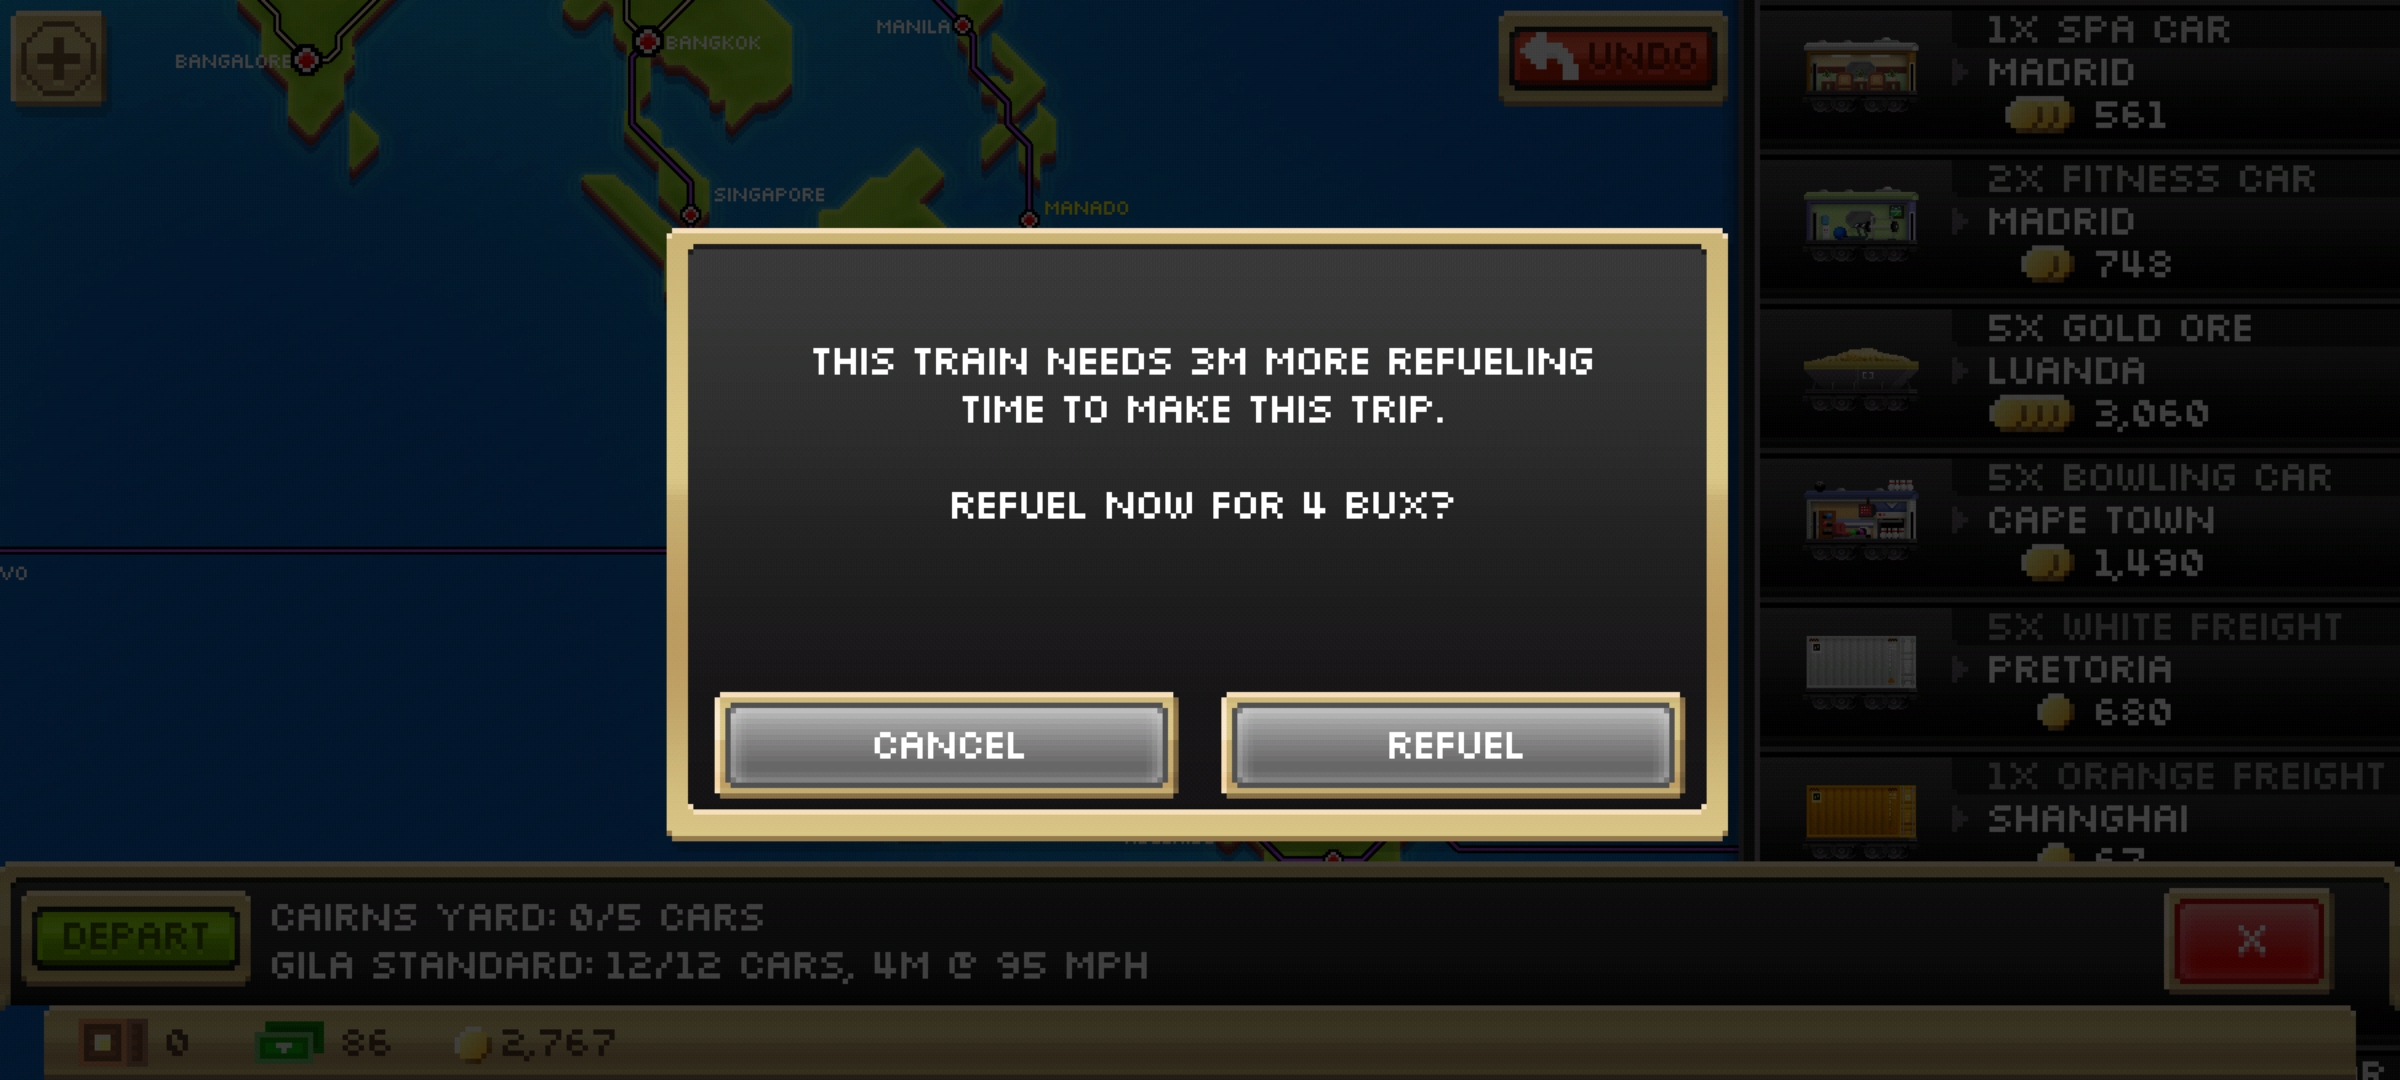 BANGALORE
BANGKOK
MANILA
UNDO
SINGAPORE
MANADO
VO
1X SPA CAR
MADRID
561
2X FITNESS CAR
MADRID
748
5X GOLD ORE
LUANDA
3,060
5X BOWLING CAR
CAPE TOWN
1,490
5X WHITE FREIGHT
PRETORIA
680
1X ORANGE FREIGHT
SHANGHAI
67
THIS TRAIN NEEDS 3M MORE REFUELING
TIME TO MAKE THIS TRIP.
REFUEL NOW FOR 4 BUX?
CANCEL
REFUEL
DEPART
CAIRNS YARD: 0/5 CARS
GILA STANDARD: 12/12 CARS, 4M @ 95 MPH
X
0
86
2,767
R